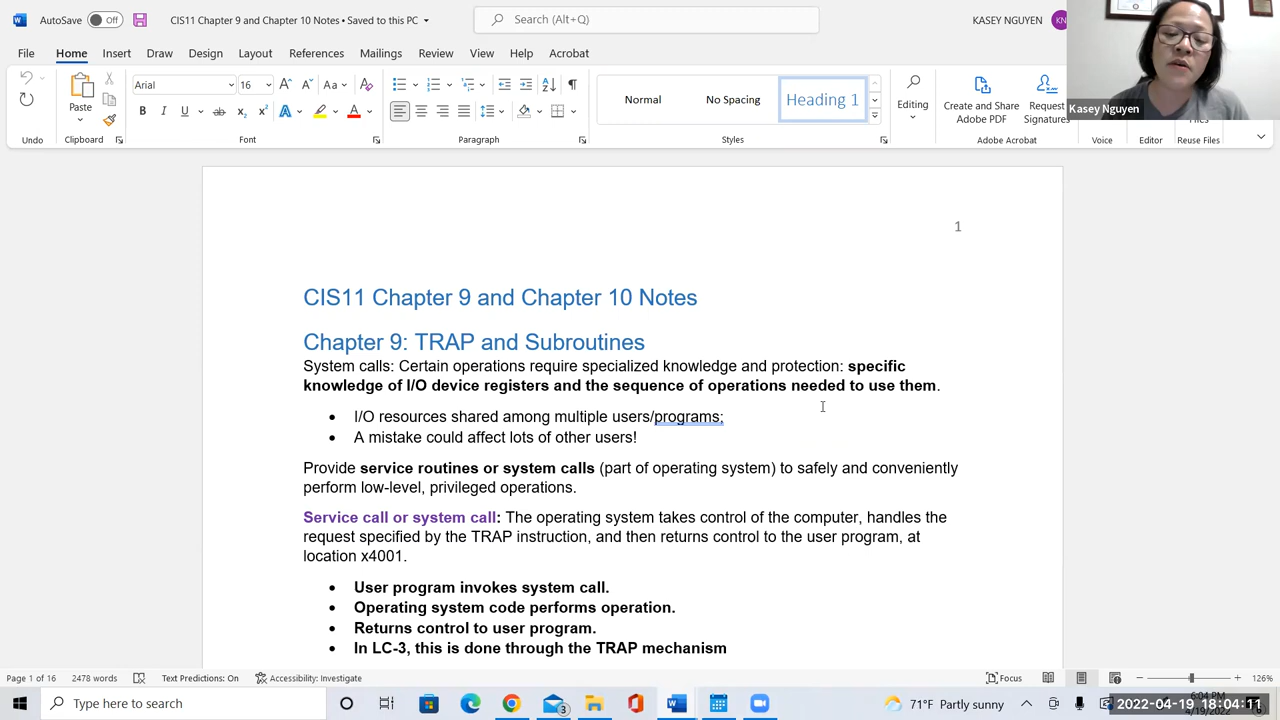 AutoSave Off CIS11 Chapter 9 and Chapter 10 Notes • Saved to this PC Search (Alt+Q) KASEY NGUYEN KN
File Home Insert Draw Design Layout References Mailings Review View Help Acrobat
Paste Arial 16 Normal No Spacing Heading 1 Editing Create and Share Adobe PDF Request Signatures
Kasey Nguyen
Undo Clipboard Font Paragraph Styles Adobe Acrobat Voice Editor Reuse Files
1
CIS11 Chapter 9 and Chapter 10 Notes
Chapter 9: TRAP and Subroutines
System calls: Certain operations require specialized knowledge and protection: specific
knowledge of I/O device registers and the sequence of operations needed to use them.
• I/O resources shared among multiple users/programs;
• A mistake could affect lots of other users!
Provide service routines or system calls (part of operating system) to safely and conveniently
perform low-level, privileged operations.
Service call or system call: The operating system takes control of the computer, handles the
request specified by the TRAP instruction, and then returns control to the user program, at
location x4001.
• User program invokes system call.
• Operating system code performs operation.
• Returns control to user program.
• In LC-3, this is done through the TRAP mechanism
Page 1 of 16 2478 words Text Predictions: On Accessibility: Investigate Focus 126%
Type here to search 3 71°F Partly sunny 6:04 PM
2022-04-19 18:04:11